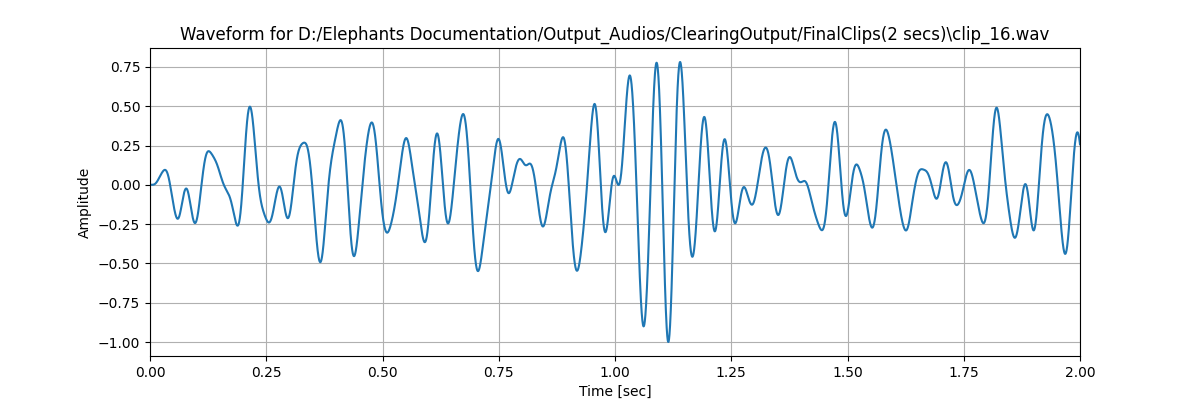 Waveform for D:/Elephants Documentation/Output_Audios/ClearingOutput/FinalClips(2 secs)\clip_16.wav
Amplitude
0.75
0.50
0.25
0.00
−0.25
−0.50
−0.75
−1.00
0.00 0.25 0.50 0.75 1.00 1.25 1.50 1.75 2.00
Time [sec]